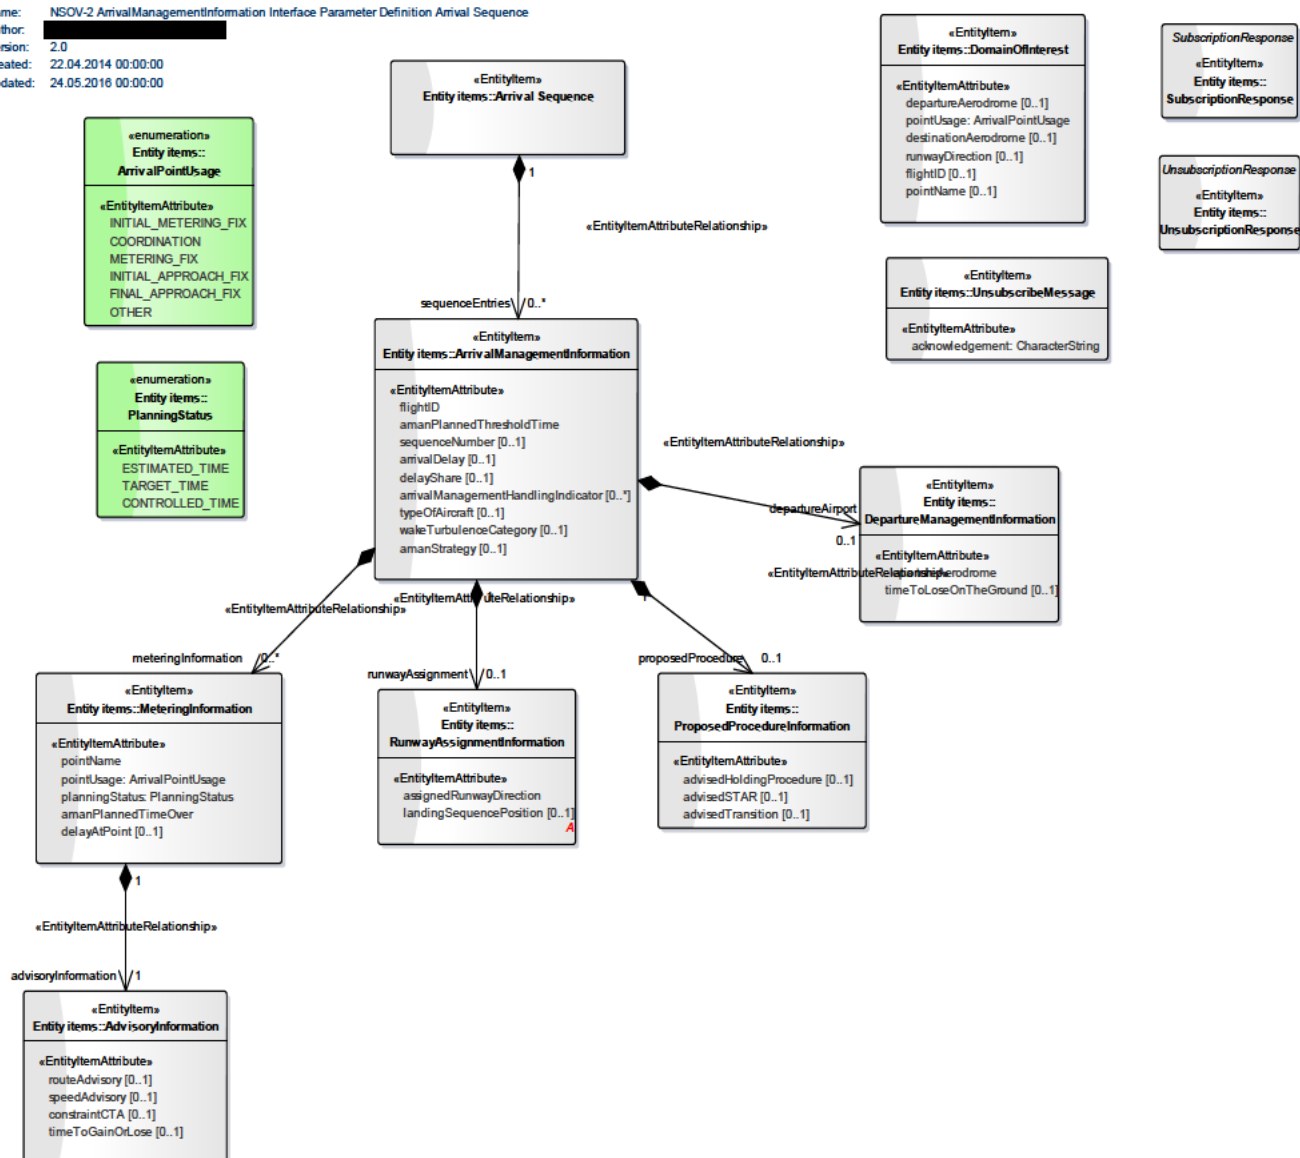 ame: NSOV-2 ArrivalManagementInformation Interface Parameter Definition Arrival Sequence
thor:
rsion: 2.0
eated: 22.04.2014 00:00:00
dated: 24.05.2016 00:00:00
«enumeration»
Entity items::
ArrivalPointUsage
«EntityItemAttribute»
INITIAL_METERING_FIX
COORDINATION
METERING_FIX
INITIAL_APPROACH_FIX
FINAL_APPROACH_FIX
OTHER
«enumeration»
Entity items::
PlanningStatus
«EntityItemAttribute»
ESTIMATED_TIME
TARGET_TIME
CONTROLLED_TIME
«EntityItem»
Entity items::Arrival Sequence
1
«EntityItemAttributeRelationship»
sequenceEntries
0..*
«EntityItem»
Entity items::ArrivalManagementInformation
«EntityItemAttribute»
flightID
amanPlannedThresholdTime
sequenceNumber [0..1]
arrivalDelay [0..1]
delayShare [0..1]
arrivalManagementHandlingIndicator [0..*]
typeOfAircraft [0..1]
wakeTurbulenceCategory [0..1]
amanStrategy [0..1]
«EntityItem»
Entity items::DomainOfInterest
«EntityItemAttribute»
departureAerodrome [0..1]
pointUsage: ArrivalPointUsage
destinationAerodrome [0..1]
runwayDirection [0..1]
flightID [0..1]
pointName [0..1]
SubscriptionResponse
«EntityItem»
Entity items::
SubscriptionResponse
UnsubscriptionResponse
«EntityItem»
Entity items::
UnsubscriptionResponse
«EntityItem»
Entity items::UnsubscribeMessage
«EntityItemAttribute»
acknowledgement: CharacterString
«EntityItemAttributeRelationship»
departureAirport
0..1
«EntityItem»
Entity items::
DepartureManagementInformation
«EntityItemAttribute»
timeToLoseOnTheGround [0..1]
«EntityItemAttributeRelationship»
«EntityItemAttributeRelationship»
«EntityItemAttributeRelationship»
meteringInformation
0..*
runwayAssignment
0..1
proposedProcedure
0..1
«EntityItem»
Entity items::MeteringInformation
«EntityItemAttribute»
pointName
pointUsage: ArrivalPointUsage
planningStatus: PlanningStatus
amanPlannedTimeOver
delayAtPoint [0..1]
«EntityItem»
Entity items::
RunwayAssignmentInformation
«EntityItemAttribute»
assignedRunwayDirection
landingSequencePosition [0..1]
A
«EntityItem»
Entity items::
ProposedProcedureInformation
«EntityItemAttribute»
advisedHoldingProcedure [0..1]
advisedSTAR [0..1]
advisedTransition [0..1]
1
«EntityItemAttributeRelationship»
advisoryInformation
1
«EntityItem»
Entity items::AdvisoryInformation
«EntityItemAttribute»
routeAdvisory [0..1]
speedAdvisory [0..1]
constraintCTA [0..1]
timeToGainOrLose [0..1]